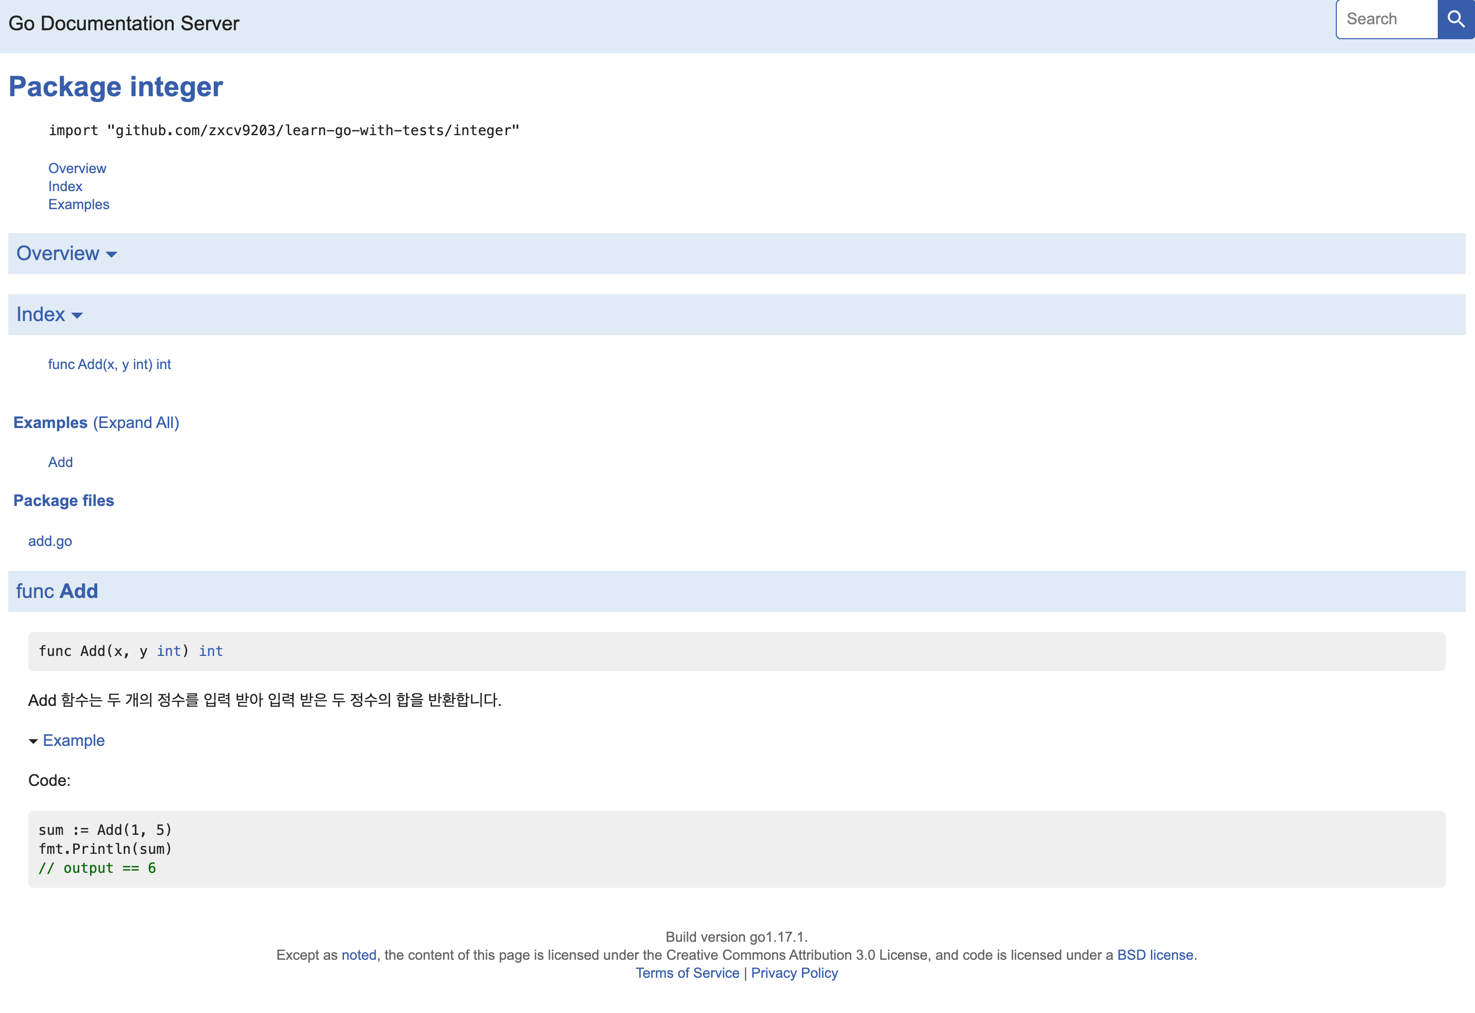 Go Documentation Server
Search
Package integer
import "github.com/zxcv9203/learn-go-with-tests/integer"
Overview
Index
Examples
Overview
Index
func Add(x, y int) int
Examples (Expand All)
Add
Package files
add.go
func Add
func Add(x, y int) int
Add 함수는 두 개의 정수를 입력 받아 입력 받은 두 정수의 합을 반환합니다.
Example
Code:
sum := Add(1, 5)
fmt.Println(sum)
// output == 6
Build version go1.17.1.
Except as noted, the content of this page is licensed under the Creative Commons Attribution 3.0 License, and code is licensed under a BSD license.
Terms of Service | Privacy Policy